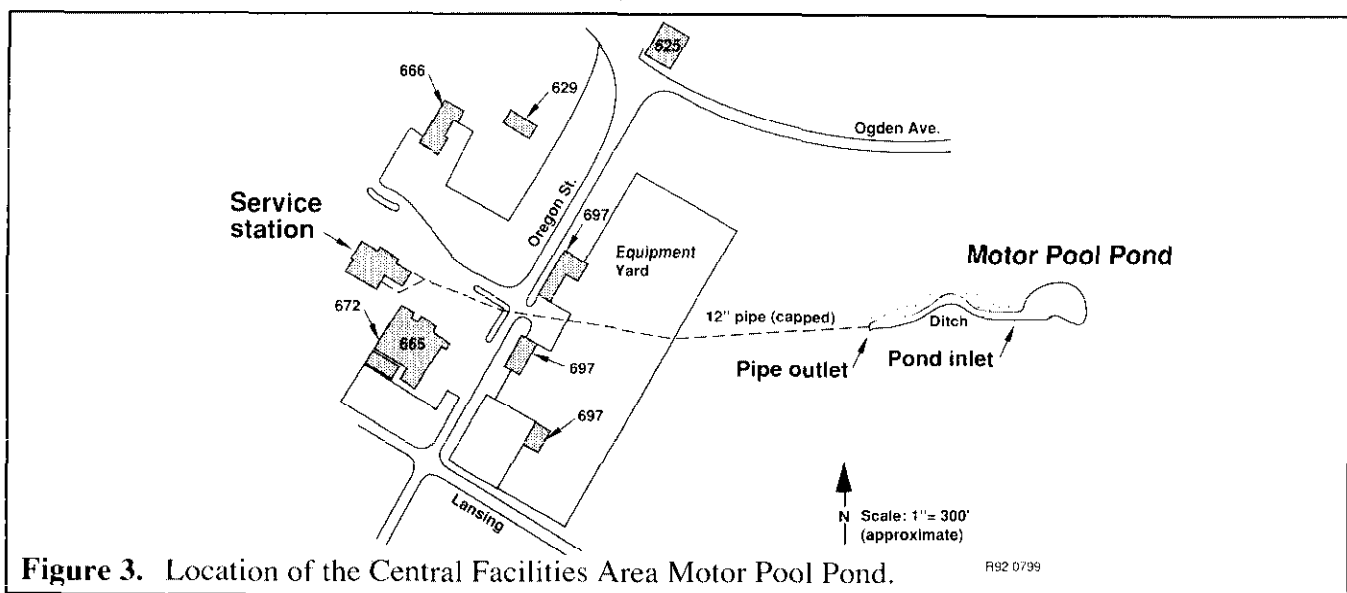 625
666
629
Ogden Ave.
Service
station
Oregon St.
697
Equipment
Yard
Motor Pool Pond
672
665
12" pipe (capped)
Ditch
Pipe outlet
Pond inlet
697
697
Lansing
N
Scale: 1"= 300'
(approximate)
Figure 3. Location of the Central Facilities Area Motor Pool Pond.
R92 0799